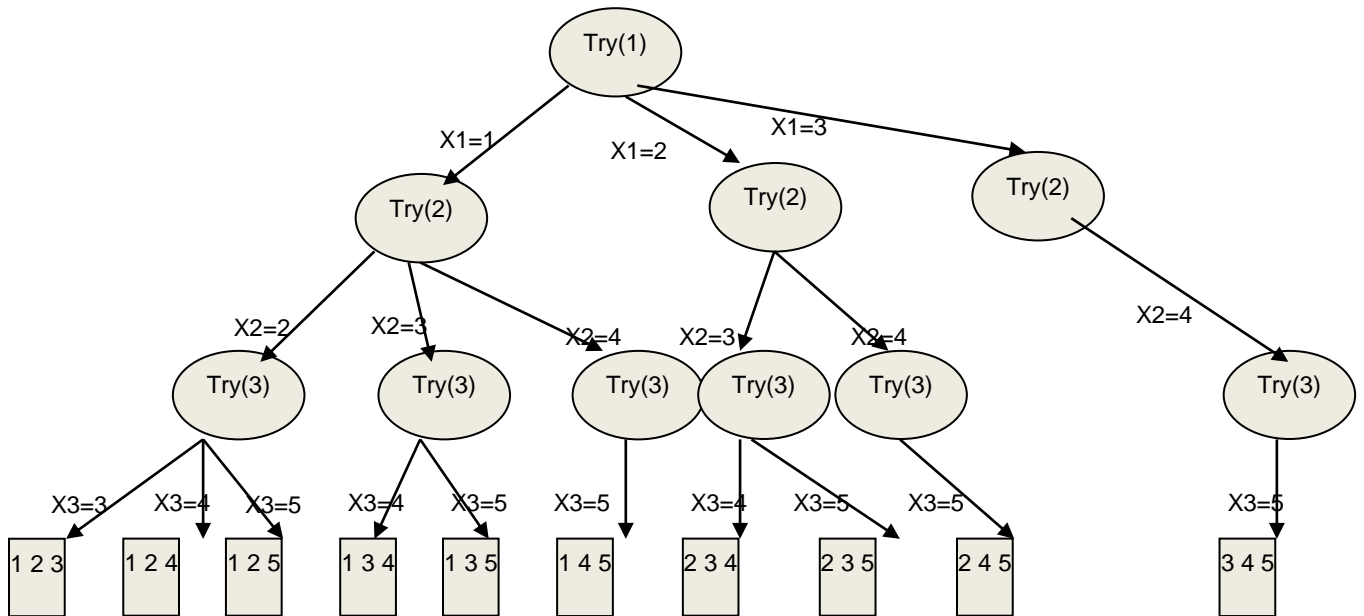 Try(1)
X1=1
X1=2
X1=3
Try(2)
Try(2)
Try(2)
X2=2
X2=3
X2=4
X2=3
X2=4
X2=4
Try(3)
Try(3)
Try(3)
Try(3)
Try(3)
Try(3)
X3=3
X3=4
X3=5
X3=4
X3=5
X3=5
X3=4
X3=5
X3=5
X3=5
1 2 3
1 2 4
1 2 5
1 3 4
1 3 5
1 4 5
2 3 4
2 3 5
2 4 5
3 4 5